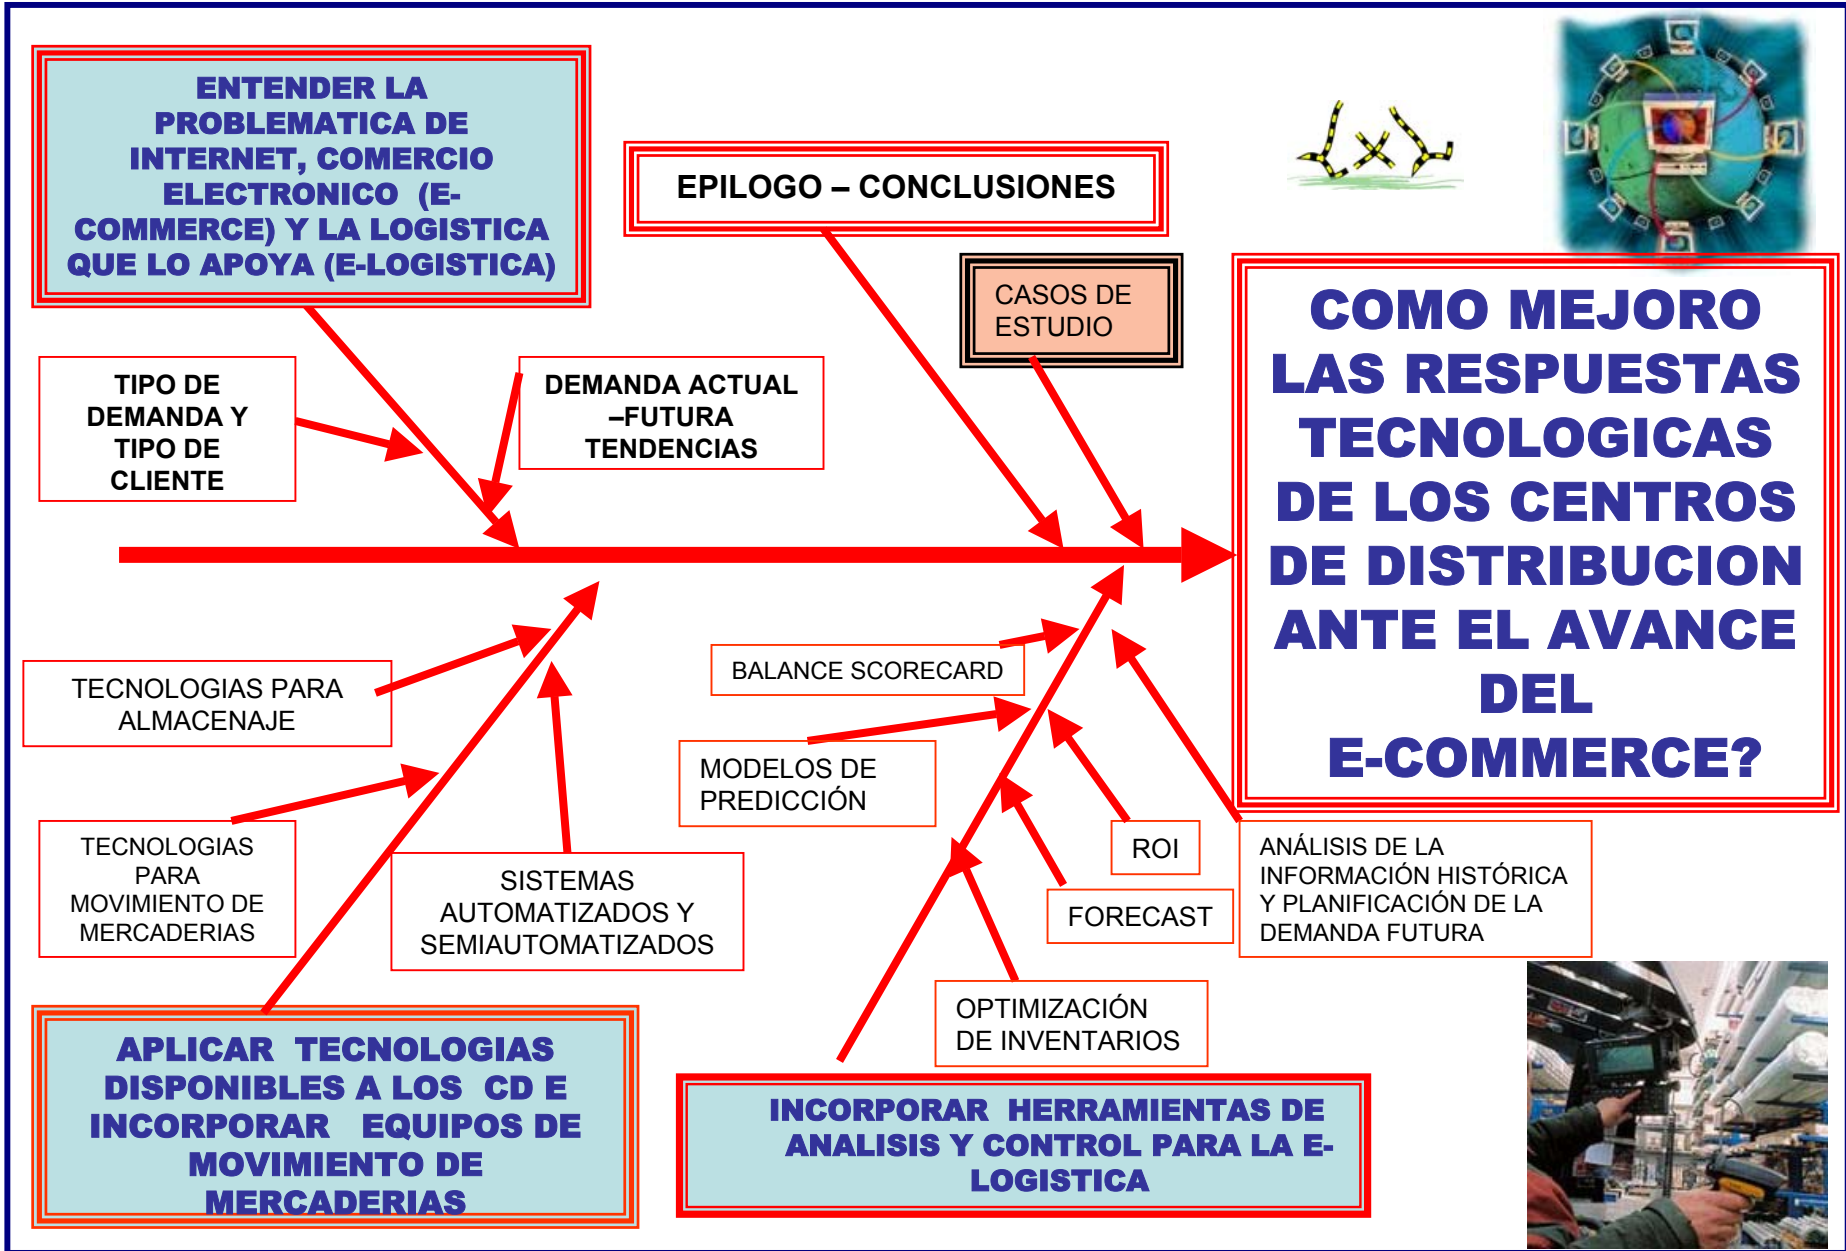 ENTENDER LA
PROBLEMATICA DE
INTERNET, COMERCIO
ELECTRONICO (E-
COMMERCE) Y LA LOGISTICA
QUE LO APOYA (E-LOGISTICA)
EPILOGO – CONCLUSIONES
CASOS DE
ESTUDIO
TIPO DE
DEMANDA Y
TIPO DE
CLIENTE
DEMANDA ACTUAL
–FUTURA
TENDENCIAS
COMO MEJORO
LAS RESPUESTAS
TECNOLOGICAS
DE LOS CENTROS
DE DISTRIBUCION
ANTE EL AVANCE
DEL
E-COMMERCE?
TECNOLOGIAS PARA
ALMACENAJE
TECNOLOGIAS
PARA
MOVIMIENTO DE
MERCADERIAS
SISTEMAS
AUTOMATIZADOS Y
SEMIAUTOMATIZADOS
BALANCE SCORECARD
MODELOS DE
PREDICCIÓN
ROI
FORECAST
ANÁLISIS DE LA
INFORMACIÓN HISTÓRICA
Y PLANIFICACIÓN DE LA
DEMANDA FUTURA
OPTIMIZACIÓN
DE INVENTARIOS
APLICAR TECNOLOGIAS
DISPONIBLES A LOS CD E
INCORPORAR EQUIPOS DE
MOVIMIENTO DE
MERCADERIAS
INCORPORAR HERRAMIENTAS DE
ANALISIS Y CONTROL PARA LA E-
LOGISTICA